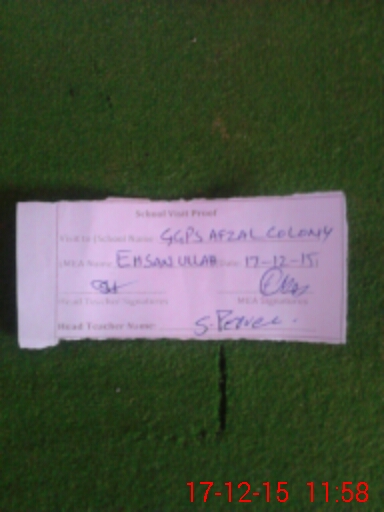 School Visit Proof
Visit to (School Name: GGPS AFZAL COLONY
MEA Name: EHSAN ULLAH Date: 17-12-15
Head Teacher Signatures MEA Signatures
Head Teacher Name: S.
17-12-15 11:58